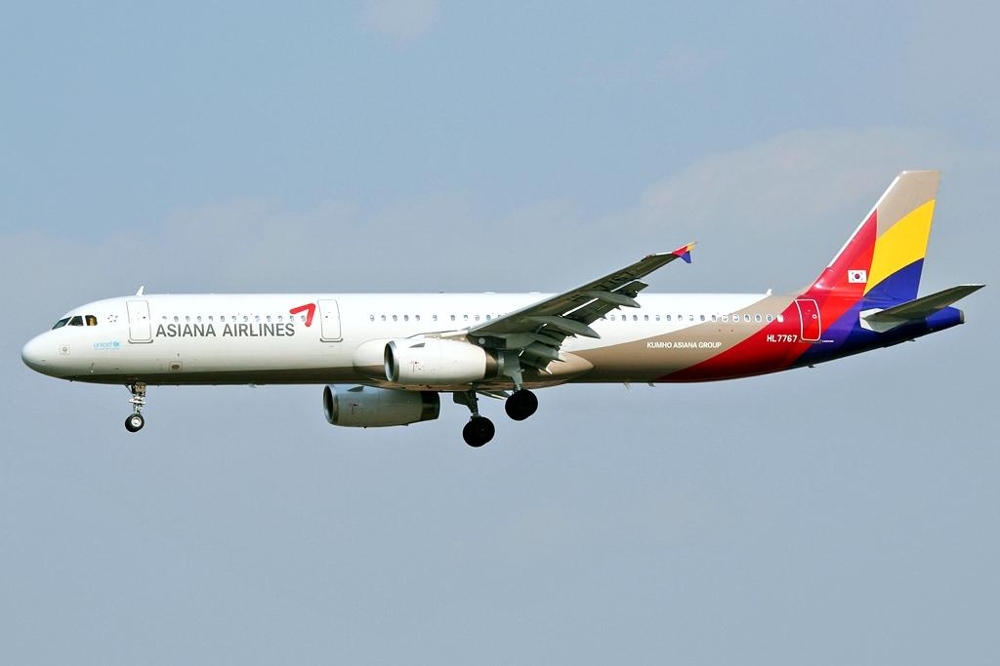 unicef
ASIANA AIRLINES
KUMHO ASIANA GROUP
HL7767